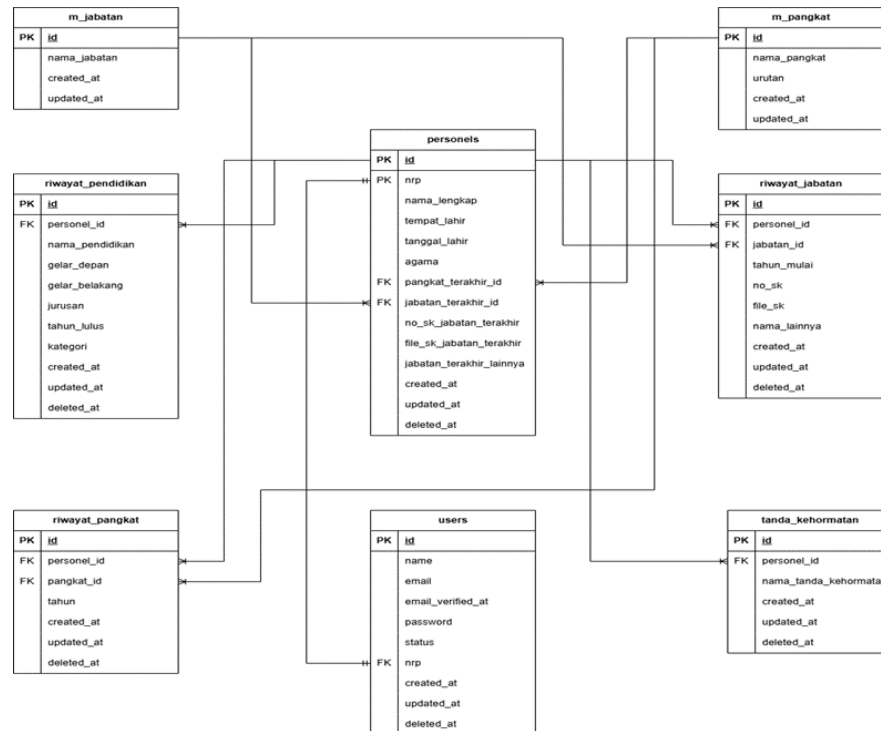 m_jabatan
PK id
nama_jabatan
created_at
updated_at
m_pangkat
PK id
nama_pangkat
urutan
created_at
updated_at
personels
PK id
PK nrp
nama_lengkap
tempat_lahir
tanggal_lahir
agama
FK pangkat_terakhir_id
FK jabatan_terakhir_id
no_sk_jabatan_terakhir
file_sk_jabatan_terakhir
jabatan_terakhir_lainnya
created_at
updated_at
deleted_at
riwayat_pendidikan
PK id
FK personel_id
nama_pendidikan
gelar_depan
gelar_belakang
jurusan
tahun_lulus
kategori
created_at
updated_at
deleted_at
riwayat_jabatan
PK id
FK personel_id
FK jabatan_id
tahun_mulai
no_sk
file_sk
nama_lainnya
created_at
updated_at
deleted_at
riwayat_pangkat
PK id
FK personel_id
FK pangkat_id
tahun
created_at
updated_at
deleted_at
users
PK id
name
email
email_verified_at
password
status
FK nrp
created_at
updated_at
deleted_at
tanda_kehormatan
PK id
FK personel_id
nama_tanda_kehormata
created_at
updated_at
deleted_at